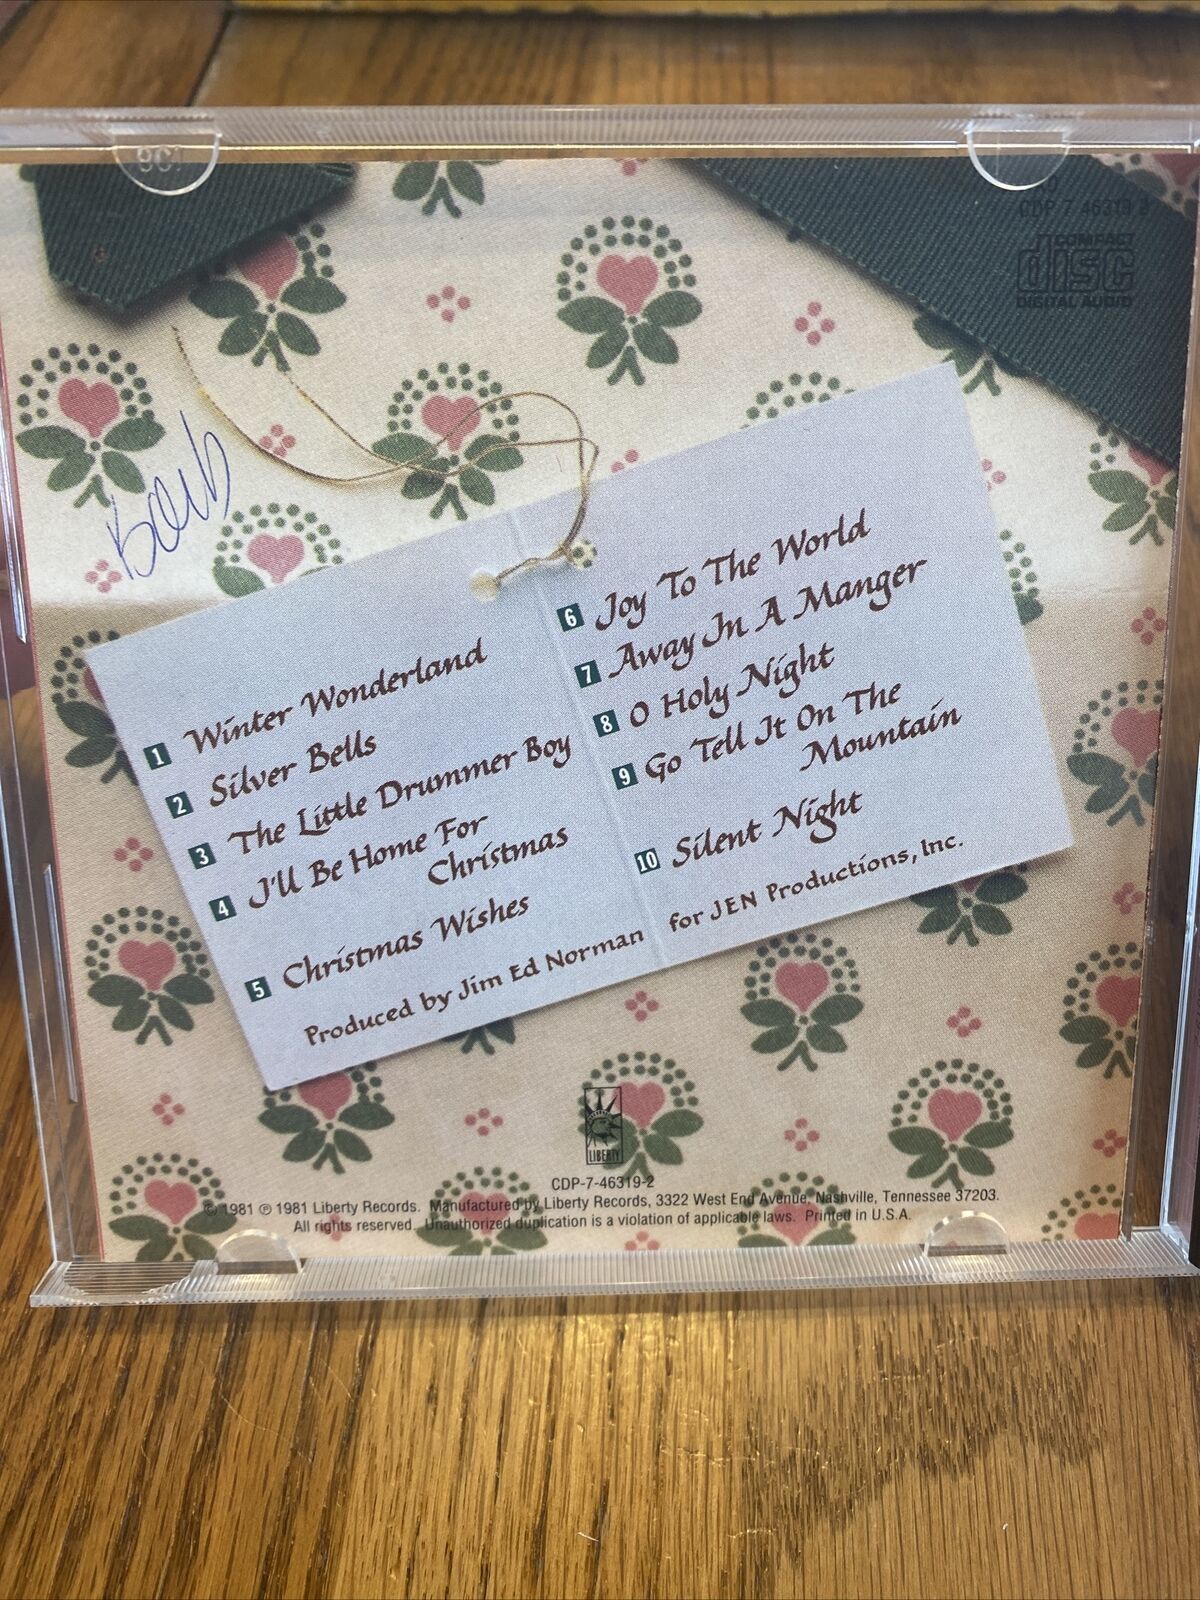 CDP-7-46319-2
COMPACT
disc
DIGITAL AUDIO
1 Winter Wonderland
2 Silver Bells
3 The Little Drummer Boy
4 I'll Be Home For
Christmas
5 Christmas Wishes
6 Joy To The World
7 Away In A Manger
8 O Holy Night
9 Go Tell It On The
Mountain
10 Silent Night
Produced by Jim Ed Norman for JEN Productions, Inc.
LIBERTY
CDP-7-46319-2
© 1981 ℗ 1981 Liberty Records. Manufactured by Liberty Records, 3322 West End Avenue, Nashville, Tennessee 37203.
All rights reserved. Unauthorized duplication is a violation of applicable laws. Printed in U.S.A.